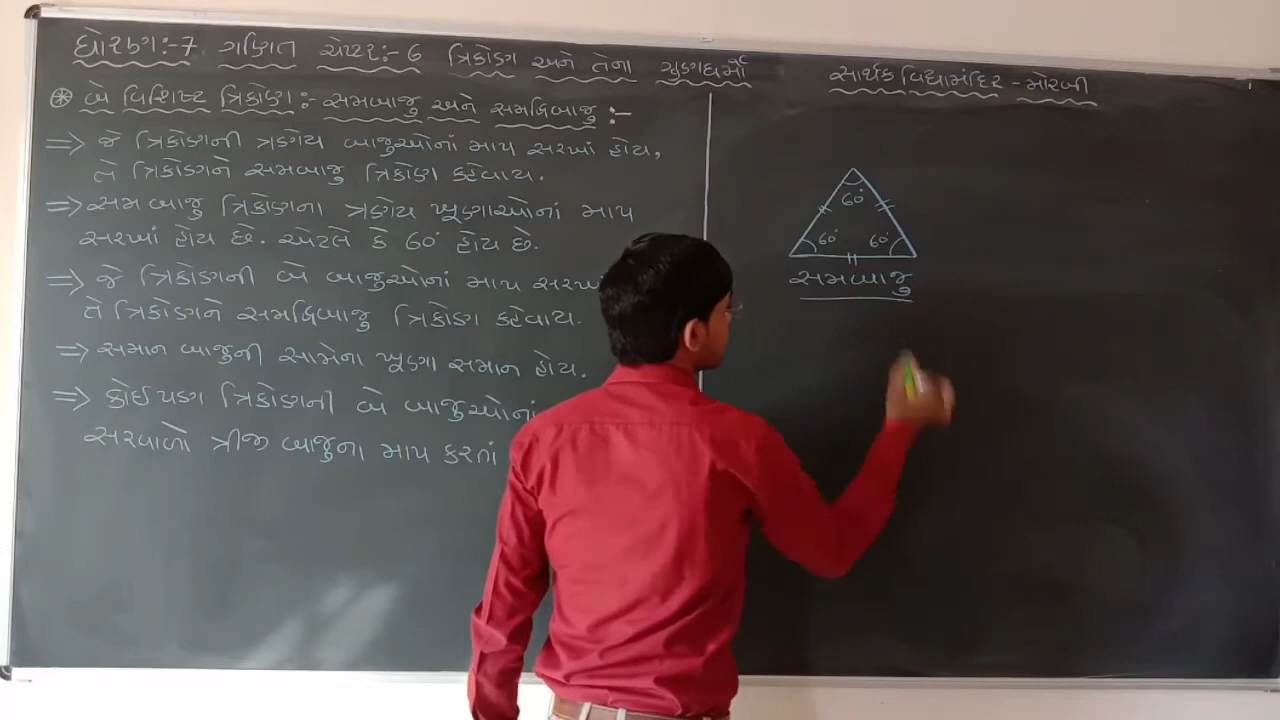 ધોરણ:-7 ગણિત ચેપ્ટર:-6 ત્રિકોણ અને તેના ગુણધર્મો
સાર્થક વિદ્યામંદિર - મોરબી
બે વિશિષ્ટ ત્રિકોણ :- સમબાજુ અને સમદ્વિબાજુ :-
⇒ જે ત્રિકોણની ત્રણેય બાજુઓનાં માપ સરખાં હોય,
તે ત્રિકોણને સમબાજુ ત્રિકોણ કહેવાય.
⇒ સમબાજુ ત્રિકોણના ત્રણેય ખૂણાઓનાં માપ
સરખાં હોય છે. એટલે કે 60° હોય છે.
⇒ જે ત્રિકોણની બે બાજુઓનાં માપ સરખાં
તે ત્રિકોણને સમદ્વિબાજુ ત્રિકોણ કહેવાય.
⇒ સમાન બાજુની સામેના ખૂણા સમાન હોય.
⇒ કોઈપણ ત્રિકોણની બે બાજુઓનાં
સરવાળો ત્રીજી બાજુના માપ કરતાં
60°
60° 60°
સમબાજુ